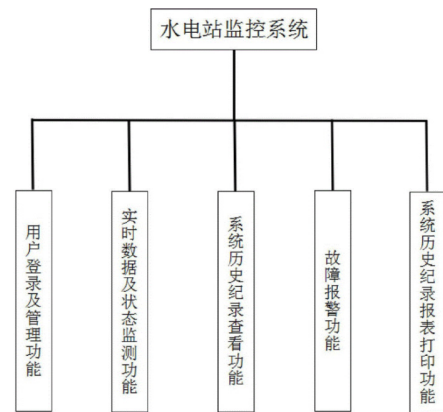 水电站监控系统
用户登录及管理功能
实时数据及状态监测功能
系统历史纪录查看功能
故障报警功能
系统历史纪录报表打印功能